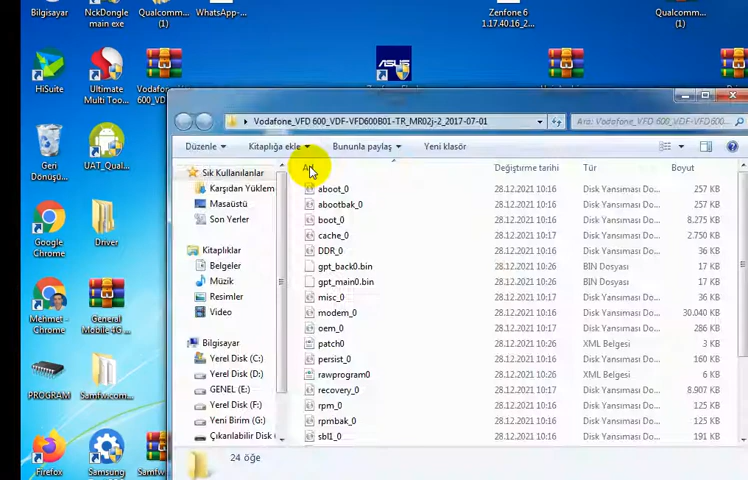 Bilgisayar
NckDongle
main exe
Qualcomm...
(1)
WhatsApp-...
Zenfone 6
1.17.40.16_2...
Qualcomm...
(1)
HiSuite
Ultimate
Multi Too...
600_VD
ASUS
Vodafone_VFD 600_VDF-VFD600B01-TR_MR02j-2_2017-07-01
Ara: Vodafone_VFD 600_VDF-VFD600...
Düzenle
Kitaplığa ekle
Bununla paylaş
Yeni klasör
Geri
Dönüşü...
UAT_Qual...
Google
Chrome
Driver
Mehmet -
Chrome
General
Mobile 4G ...
PROGRAM
Samfw.com...
Firefox
Samsung
Sık Kullanılanlar
Karşıdan Yüklem
Masaüstü
Son Yerler
Kitaplıklar
Belgeler
Müzik
Resimler
Video
Bilgisayar
Yerel Disk (C:)
Yerel Disk (D:)
GENEL (E:)
Yerel Disk (F:)
Yeni Birim (G:)
Çıkarılabilir Disk
Ad Değiştirme tarihi Tür Boyut
aboot_0 28.12.2021 10:16 Disk Yansıması Do... 257 KB
abootbak_0 28.12.2021 10:16 Disk Yansıması Do... 257 KB
boot_0 28.12.2021 10:16 Disk Yansıması Do... 8.275 KB
cache_0 28.12.2021 10:16 Disk Yansıması Do... 2.750 KB
DDR_0 28.12.2021 10:16 Disk Yansıması Do... 36 KB
gpt_back0.bin 28.12.2021 10:26 BIN Dosyası 17 KB
gpt_main0.bin 28.12.2021 10:26 BIN Dosyası 17 KB
misc_0 28.12.2021 10:17 Disk Yansıması Do... 36 KB
modem_0 28.12.2021 10:16 Disk Yansıması Do... 30.040 KB
oem_0 28.12.2021 10:17 Disk Yansıması Do... 286 KB
patch0 28.12.2021 10:26 XML Belgesi 3 KB
persist_0 28.12.2021 10:16 Disk Yansıması Do... 160 KB
rawprogram0 28.12.2021 10:26 XML Belgesi 6 KB
recovery_0 28.12.2021 10:17 Disk Yansıması Do... 8.907 KB
rpm_0 28.12.2021 10:16 Disk Yansıması Do... 125 KB
rpmbak_0 28.12.2021 10:16 Disk Yansıması Do... 125 KB
sbl1_0 28.12.2021 10:16 Disk Yansıması Do... 191 KB
24 öğe